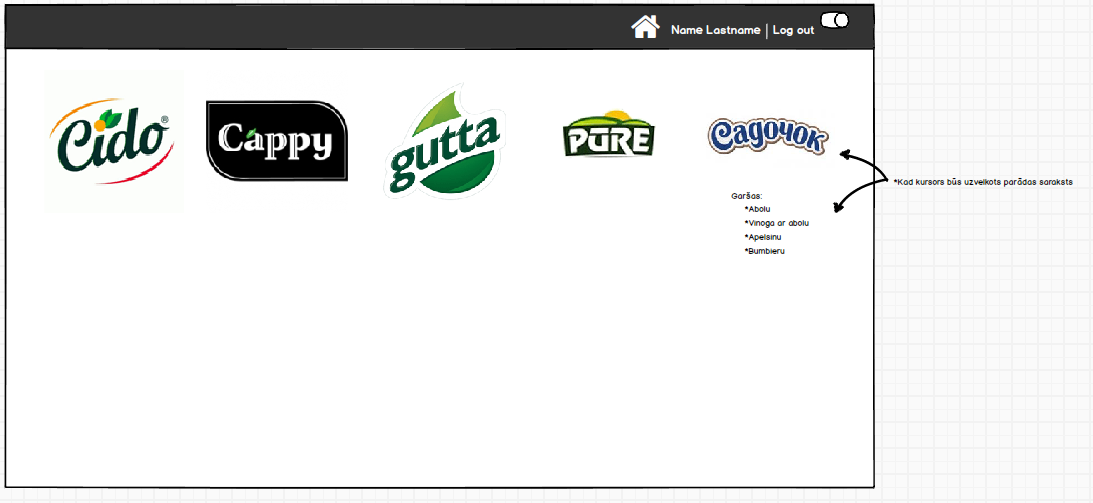 Name Lastname | Log out
Cido®
Cappy
gutta
PŪRE
Садочок
*Kad kursors būs uzvelkots parādas saraksts
Garšas:
*Abolu
*Vinoga ar abolu
*Apelsinu
*Bumbieru